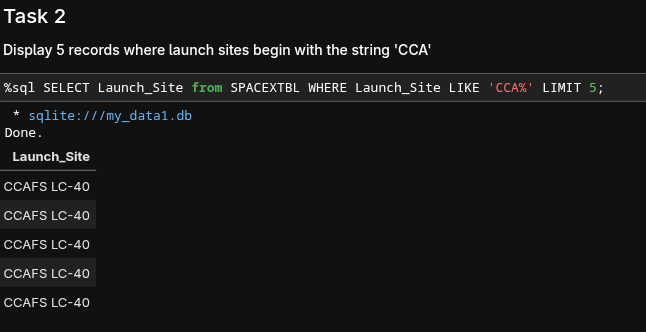 Task 2
Display 5 records where launch sites begin with the string 'CCA'
%sql SELECT Launch_Site from SPACEXTBL WHERE Launch_Site LIKE 'CCA%' LIMIT 5;
* sqlite:///my_data1.db
Done.
Launch_Site
CCAFS LC-40
CCAFS LC-40
CCAFS LC-40
CCAFS LC-40
CCAFS LC-40